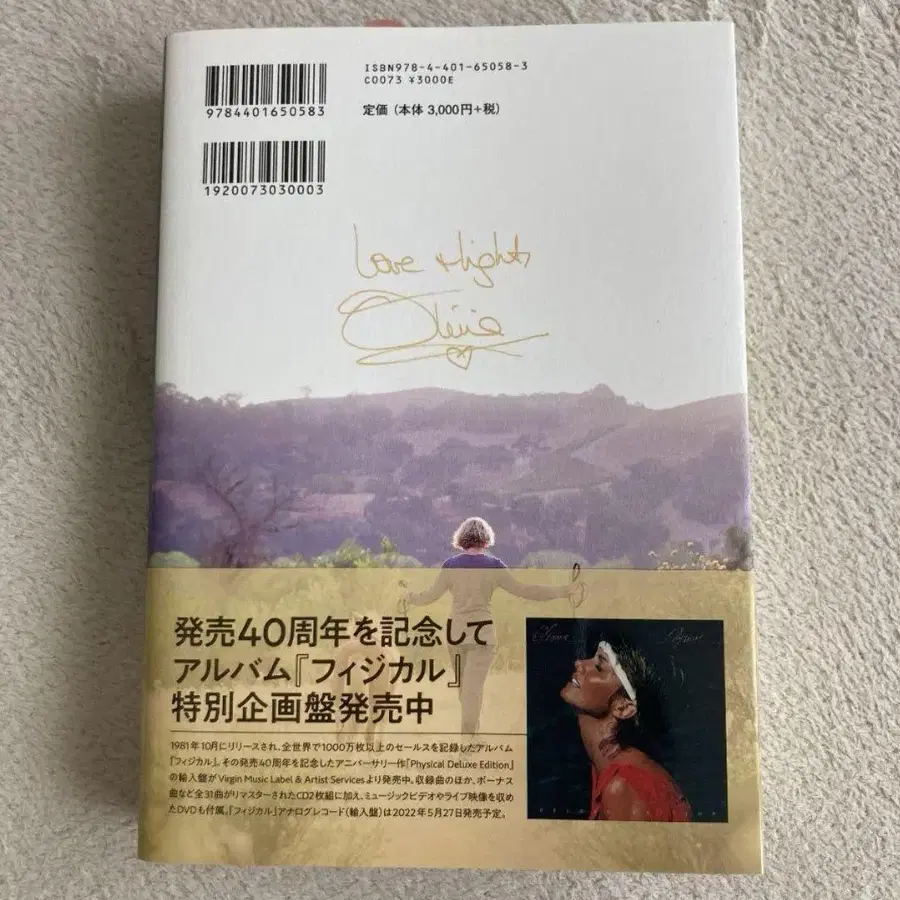 ISBN978-4-401-65058-3
C0073 ¥3000E
9784401650583
定価（本体 3,000円+税）
1920073030003
Love + light,
Olivia
発売40周年を記念して
アルバム『フィジカル』
特別企画盤発売中
1981年10月にリリースされ、全世界で1000万枚以上のセールスを記録したアルバム
『フィジカル』。その発売40周年を記念したアニバーサリー作『Physical Deluxe Edition』
の輸入盤がVirgin Music Label & Artist Servicesより発売中。収録曲のほか、ボーナス
曲など全31曲がリマスターされたCD2枚組に加え、ミュージックビデオやライブ映像を収め
たDVDも付属。『フィジカル』アナログレコード（輸入盤）は2022年5月27日発売予定。